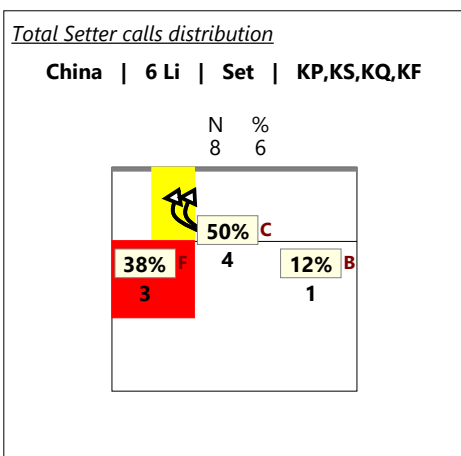 Total Setter calls distribution
China | 6 Li | Set | KP,KS,KQ,KF
N %
8 6
50% C
4
38% F
3
12% B
1